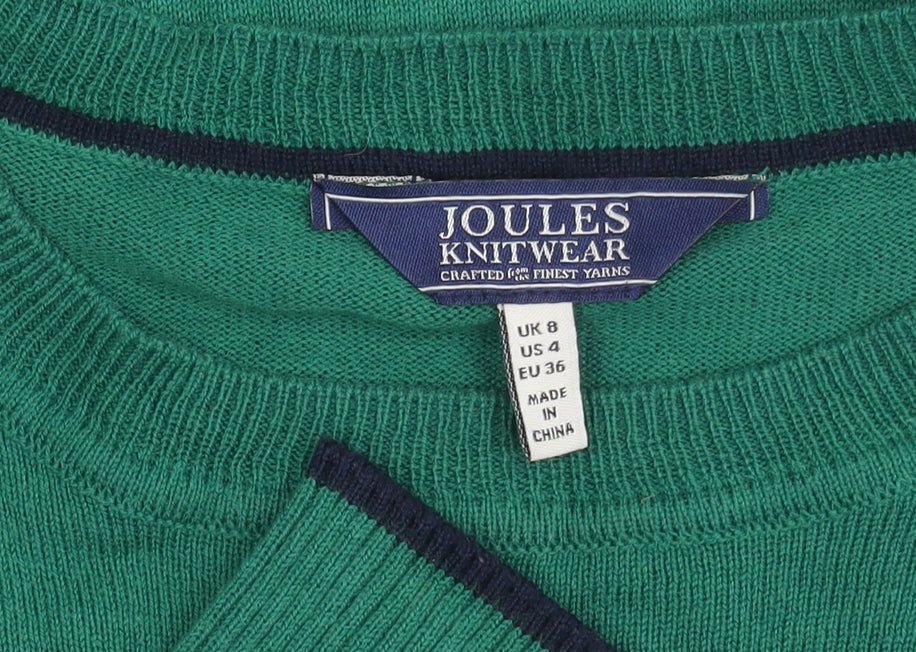 JOULES
KNITWEAR
CRAFTED from the FINEST YARNS
UK 8
US 4
EU 36
MADE
IN
CHINA